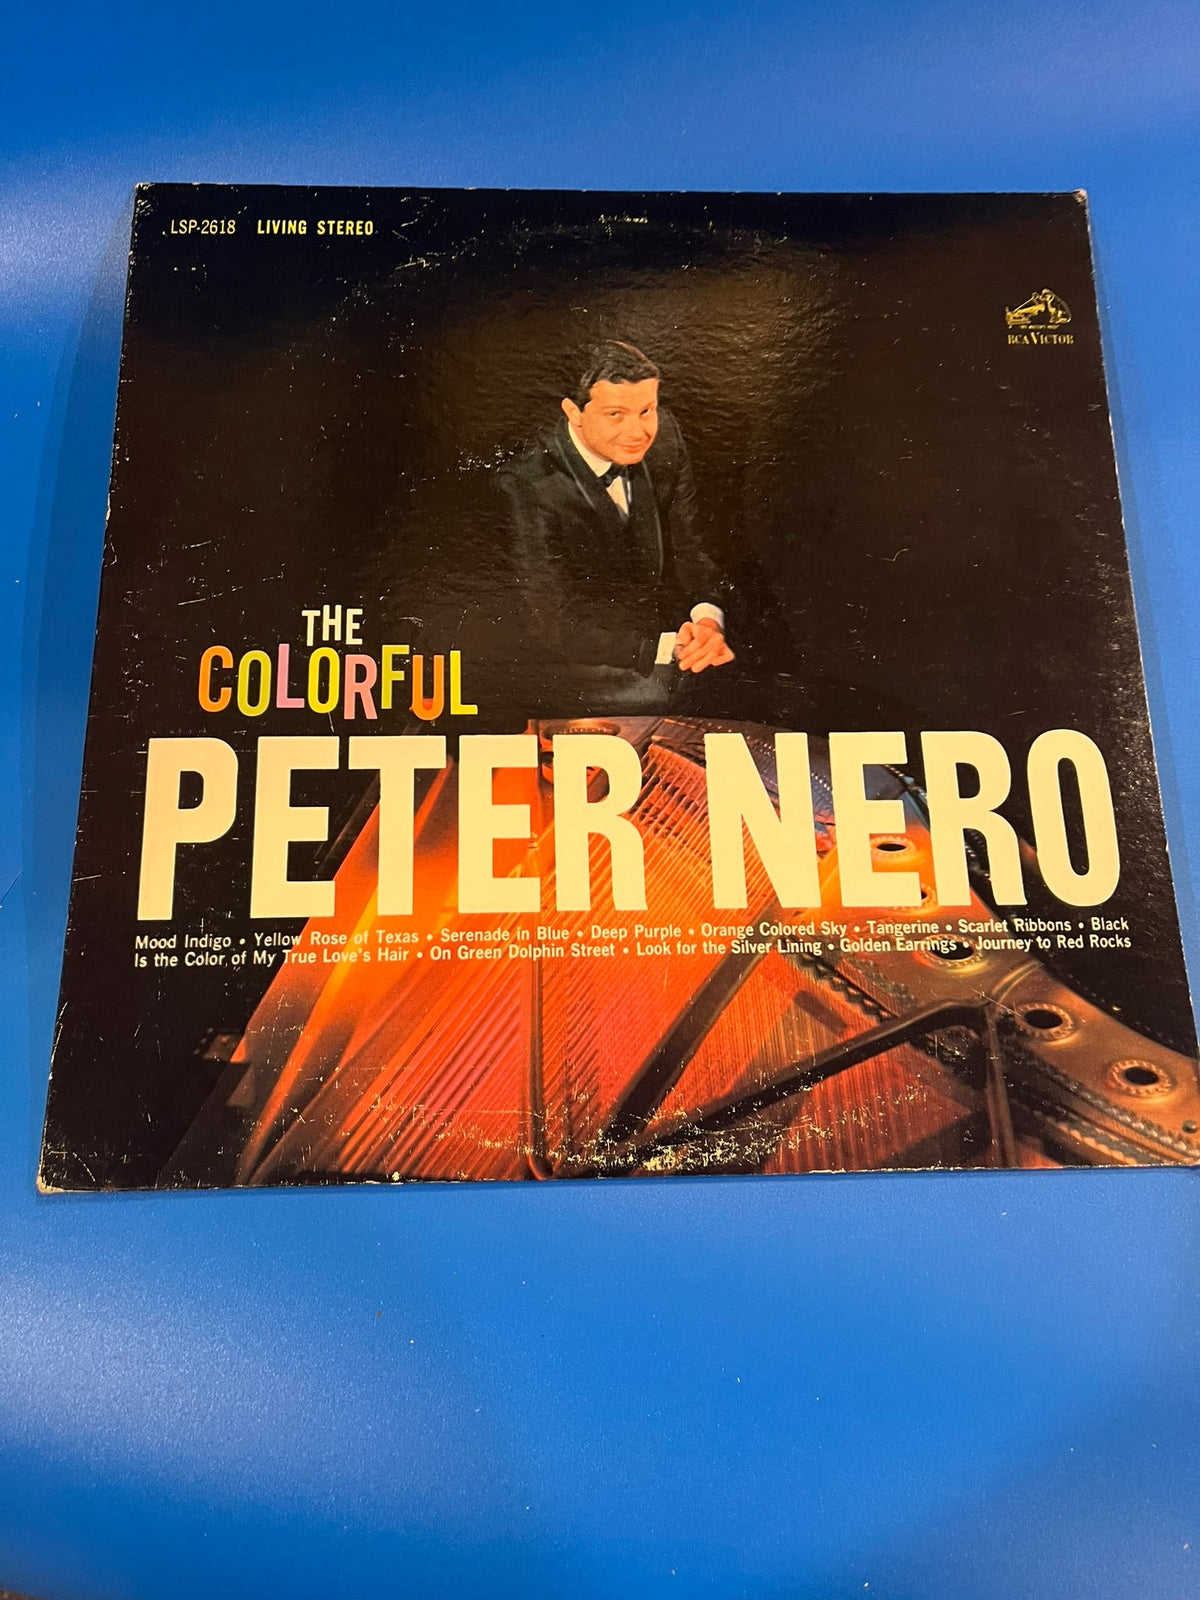 LSP-2618 LIVING STEREO
RCA VICTOR
THE
COLORFUL
PETER NERO
Mood Indigo • Yellow Rose of Texas • Serenade in Blue • Deep Purple • Orange Colored Sky • Tangerine • Scarlet Ribbons • Black
Is the Color of My True Love's Hair • On Green Dolphin Street • Look for the Silver Lining • Golden Earrings • Journey to Red Rocks